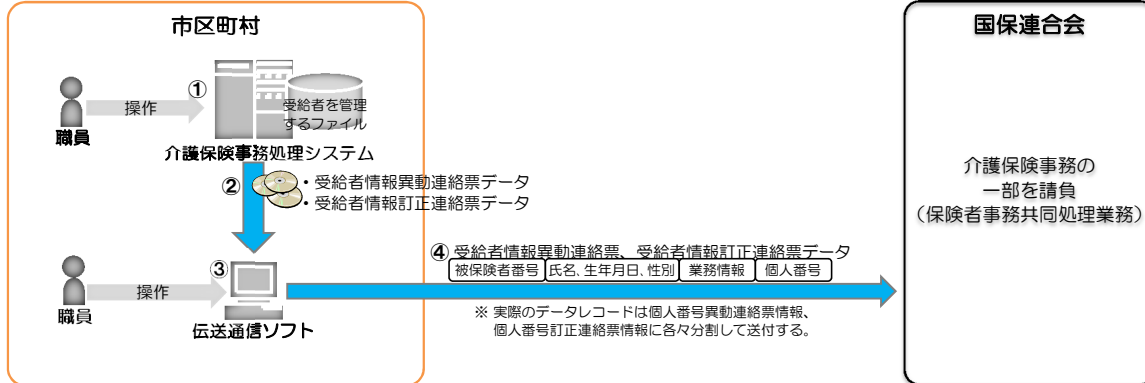 市区町村
国保連合会
①
操作
受給者を管理
するファイル
職員
介護保険事務処理システム
②
・受給者情報異動連絡票データ
・受給者情報訂正連絡票データ
介護保険事務の
一部を請負
（保険者事務共同処理業務）
③
④ 受給者情報異動連絡票、受給者情報訂正連絡票データ
被保険者番号 氏名、生年月日、性別 業務情報 個人番号
操作
職員
伝送通信ソフト
※ 実際のデータレコードは個人番号異動連絡票情報、
個人番号訂正連絡票情報に各々分割して送付する。